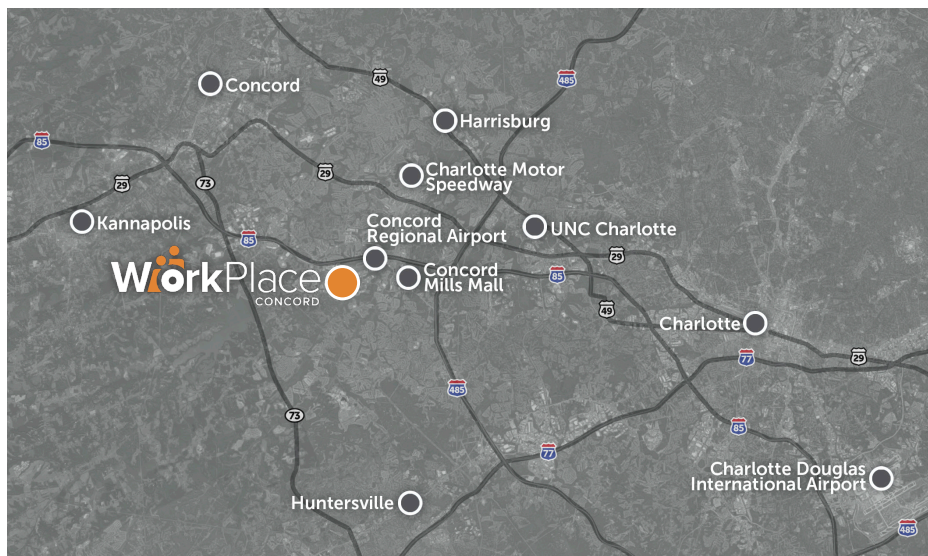 485
49
Concord
Harrisburg
85
29
Charlotte Motor
Speedway
29
73
Kannapolis
Concord
Regional Airport
UNC Charlotte
85
29
WorkPlace
CONCORD
Concord
Mills Mall
85
49
Charlotte
77
29
485
73
85
77
Charlotte Douglas
International Airport
Huntersville
485